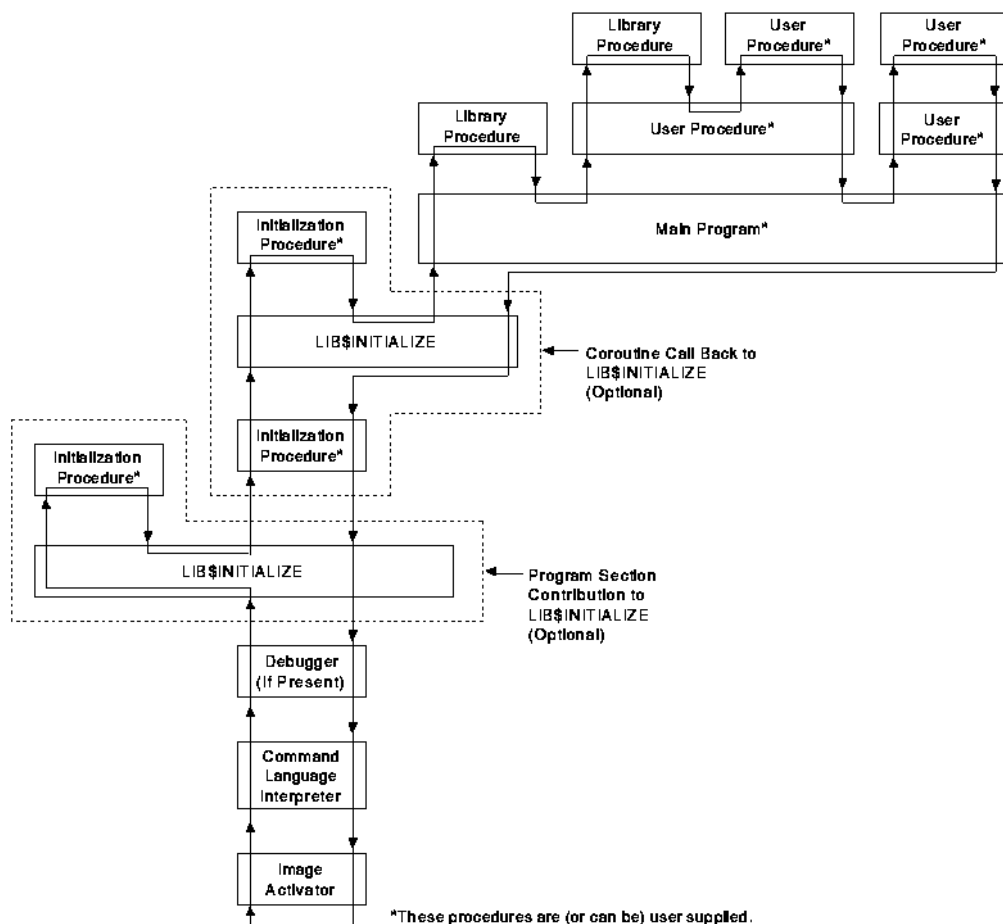 Library
Procedure
User
Procedure*
User
Procedure*
Library
Procedure
User Procedure*
User
Procedure*
Main Program*
Initialization
Procedure*
LIB$INITIALIZE
Coroutine Call Back to
LIB$INITIALIZE
(Optional)
Initialization
Procedure*
Initialization
Procedure*
LIB$INITIALIZE
Program Section
Contribution to
LIB$INITIALIZE
(Optional)
Debugger
(If Present)
Command
Language
Interpreter
Image
Activator
*These procedures are (or can be) user supplied.